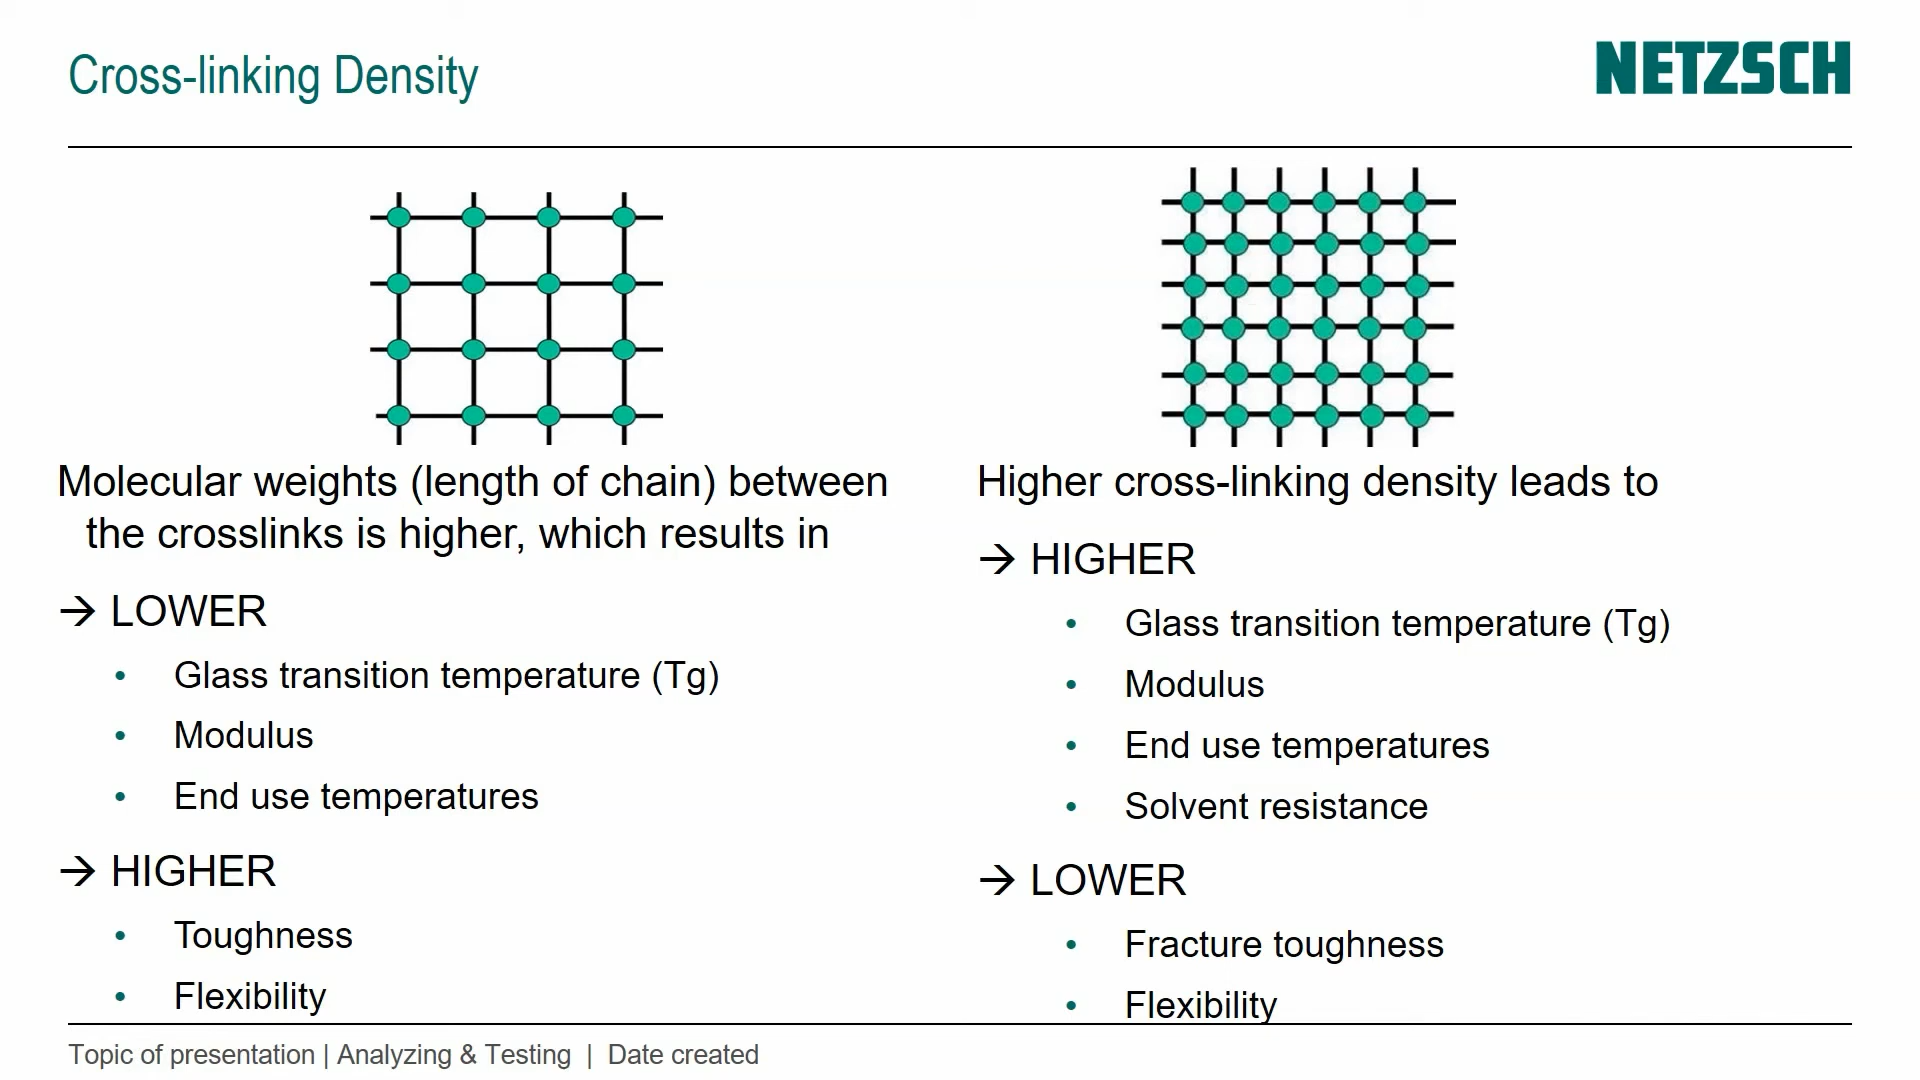 Cross-linking Density
NETZSCH
Molecular weights (length of chain) between
the crosslinks is higher, which results in
→ LOWER
• Glass transition temperature (Tg)
• Modulus
• End use temperatures
→ HIGHER
• Toughness
• Flexibility
Higher cross-linking density leads to
→ HIGHER
• Glass transition temperature (Tg)
• Modulus
• End use temperatures
• Solvent resistance
→ LOWER
• Fracture toughness
• Flexibility
Topic of presentation | Analyzing & Testing | Date created